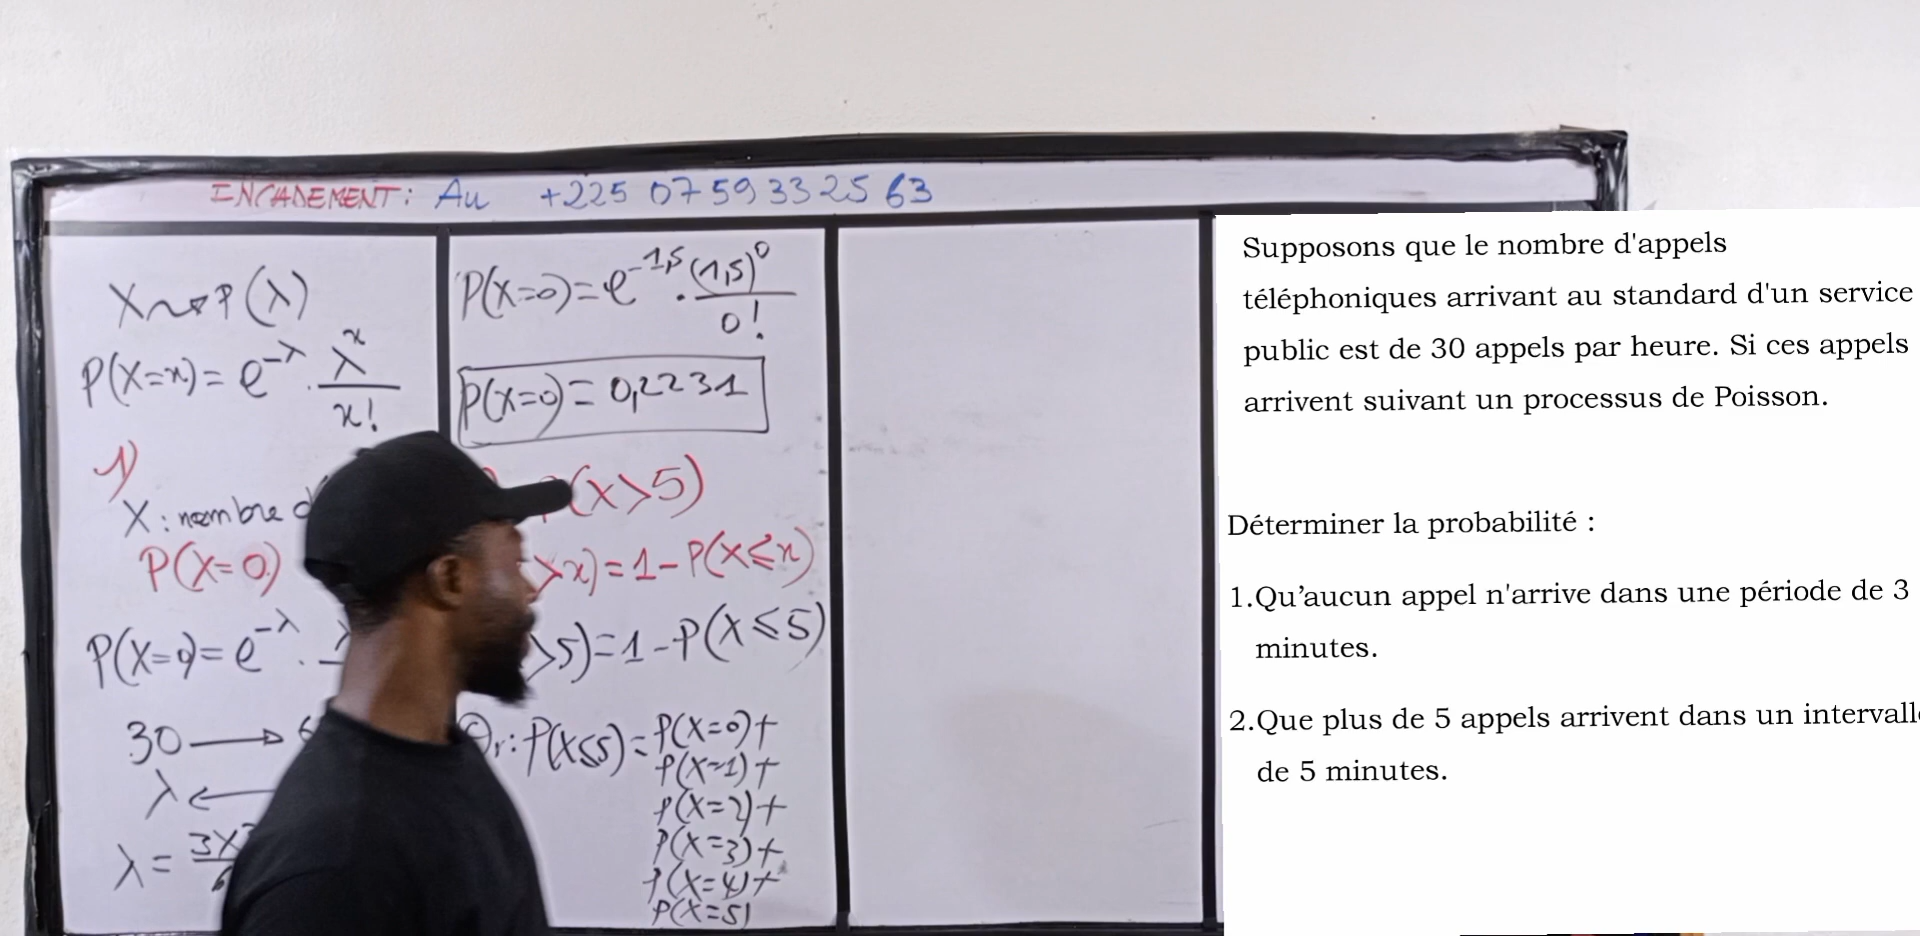 INCADEMENT: Au +225 07 59 33 25 63
X ⇝ P(λ)
P(X=x) = e^-λ . λ^x / x!
1)
X : nombre
P(X=0)
P(X=0) = e^-λ .
30 →
λ ←
λ = 3X
P(X=0) = e^-1,5 . (1,5)^0 / 0!
P(X=0) = 0,2231
(X>5)
>x) = 1 - P(X⩽x)
>5) = 1 - P(X⩽5)
Or : P(X⩽5) = P(X=0)+
P(X=1)+
P(X=2)+
P(X=3)+
P(X=4)+
P(X=5)
Supposons que le nombre d'appels
téléphoniques arrivant au standard d'un service
public est de 30 appels par heure. Si ces appels
arrivent suivant un processus de Poisson.
Déterminer la probabilité :
1.Qu’aucun appel n'arrive dans une période de 3
minutes.
2.Que plus de 5 appels arrivent dans un intervalle
de 5 minutes.